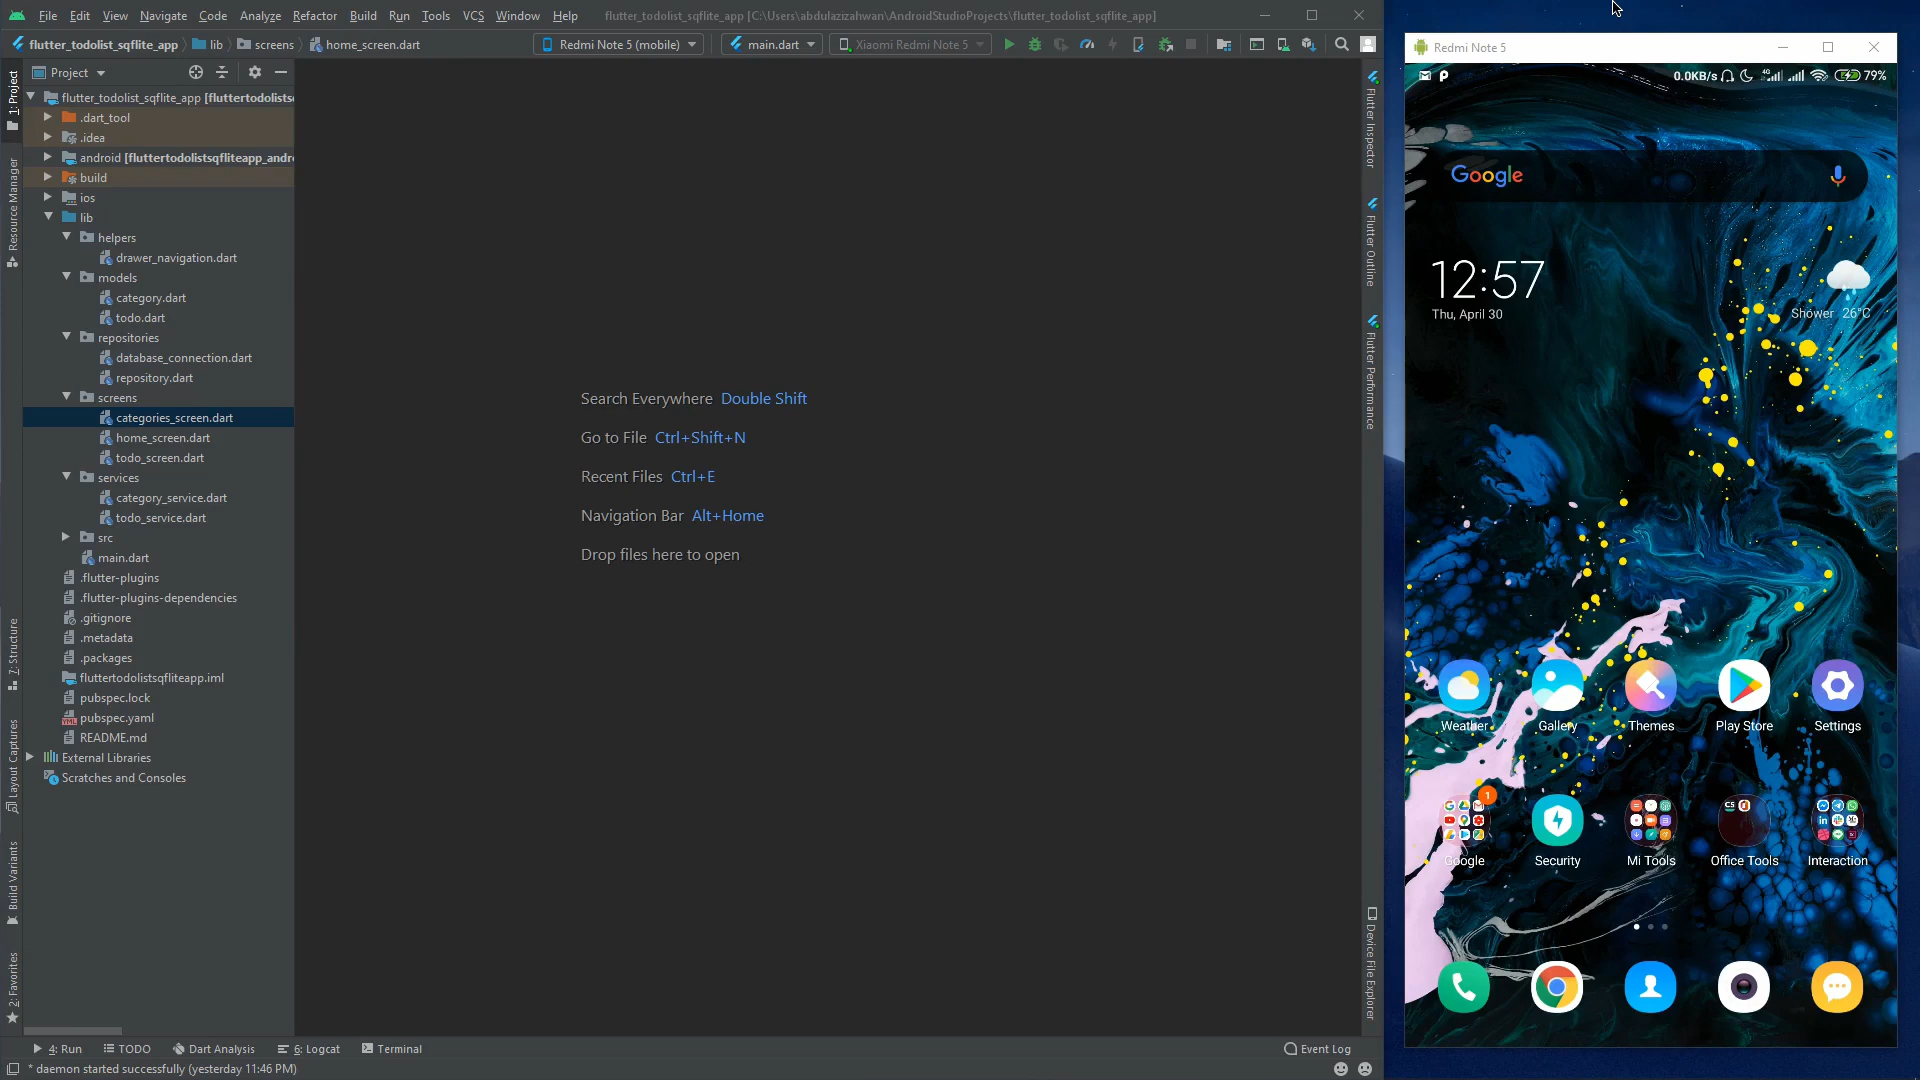 File Edit View Navigate Code Analyze Refactor Build Run Tools VCS Window Help flutter_todolist_sqflite_app [C:\Users\abdulazizahwan\AndroidStudioProjects\flutter_todolist_sqflite_app]
flutter_todolist_sqflite_app lib screens home_screen.dart Redmi Note 5 (mobile) main.dart Xiaomi Redmi Note 5
Project
flutter_todolist_sqflite_app [fluttertodolists
.dart_tool
.idea
android [fluttertodolistsqfliteapp_andr
build
ios
lib
helpers
drawer_navigation.dart
models
category.dart
todo.dart
repositories
database_connection.dart
repository.dart
screens
categories_screen.dart
home_screen.dart
todo_screen.dart
services
category_service.dart
todo_service.dart
src
main.dart
.flutter-plugins
.flutter-plugins-dependencies
.gitignore
.metadata
.packages
fluttertodolistsqfliteapp.iml
pubspec.lock
pubspec.yaml
README.md
External Libraries
Scratches and Consoles
1: Project
Resource Manager
7: Structure
Layout Captures
Build Variants
2: Favorites
Search Everywhere Double Shift
Go to File Ctrl+Shift+N
Recent Files Ctrl+E
Navigation Bar Alt+Home
Drop files here to open
Flutter Inspector
Flutter Outline
Flutter Performance
Device File Explorer
4: Run TODO Dart Analysis 6: Logcat Terminal Event Log
* daemon started successfully (yesterday 11:46 PM)
Redmi Note 5
0.0KB/s 4G 79%
Google
12:57
Thu, April 30
Shower 26°C
Weather Gallery Themes Play Store Settings
1
Google Security Mi Tools Office Tools Interaction